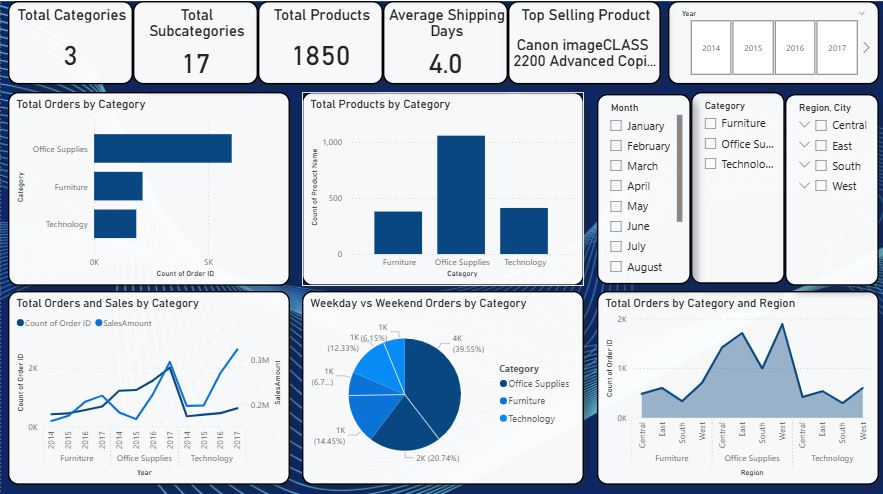 Total Categories
3
Total
Subcategories
17
Total Products
1850
Average Shipping
Days
4.0
Top Selling Product
Canon imageCLASS
2200 Advanced Copi...
Year
2014
2015
2016
2017
Total Orders by Category
Category
Office Supplies
Furniture
Technology
0K
5K
Count of Order ID
Total Products by Category
Count of Product Name
1,000
500
0
Furniture
Office Supplies
Technology
Category
Month
January
February
March
April
May
June
July
August
Category
Furniture
Office Su...
Technolo...
Region, City
Central
East
South
West
Total Orders and Sales by Category
Count of Order ID
SalesAmount
Count of Order ID
2K
0K
0.3M
0.2M
SalesAmount
2014
2015
2016
2017
2014
2015
2016
2017
2014
2015
2016
2017
Furniture
Office Supplies
Technology
Year
Weekday vs Weekend Orders by Category
1K (6.15%)
1K
(12.33%)
1K
(6.7...)
1K
(14.45%)
2K (20.74%)
4K
(39.55%)
Category
Office Supplies
Furniture
Technology
Total Orders by Category and Region
Count of Order ID
2K
1K
0K
Central
East
South
West
Central
East
South
West
Central
East
South
West
Furniture
Office Supplies
Technology
Region